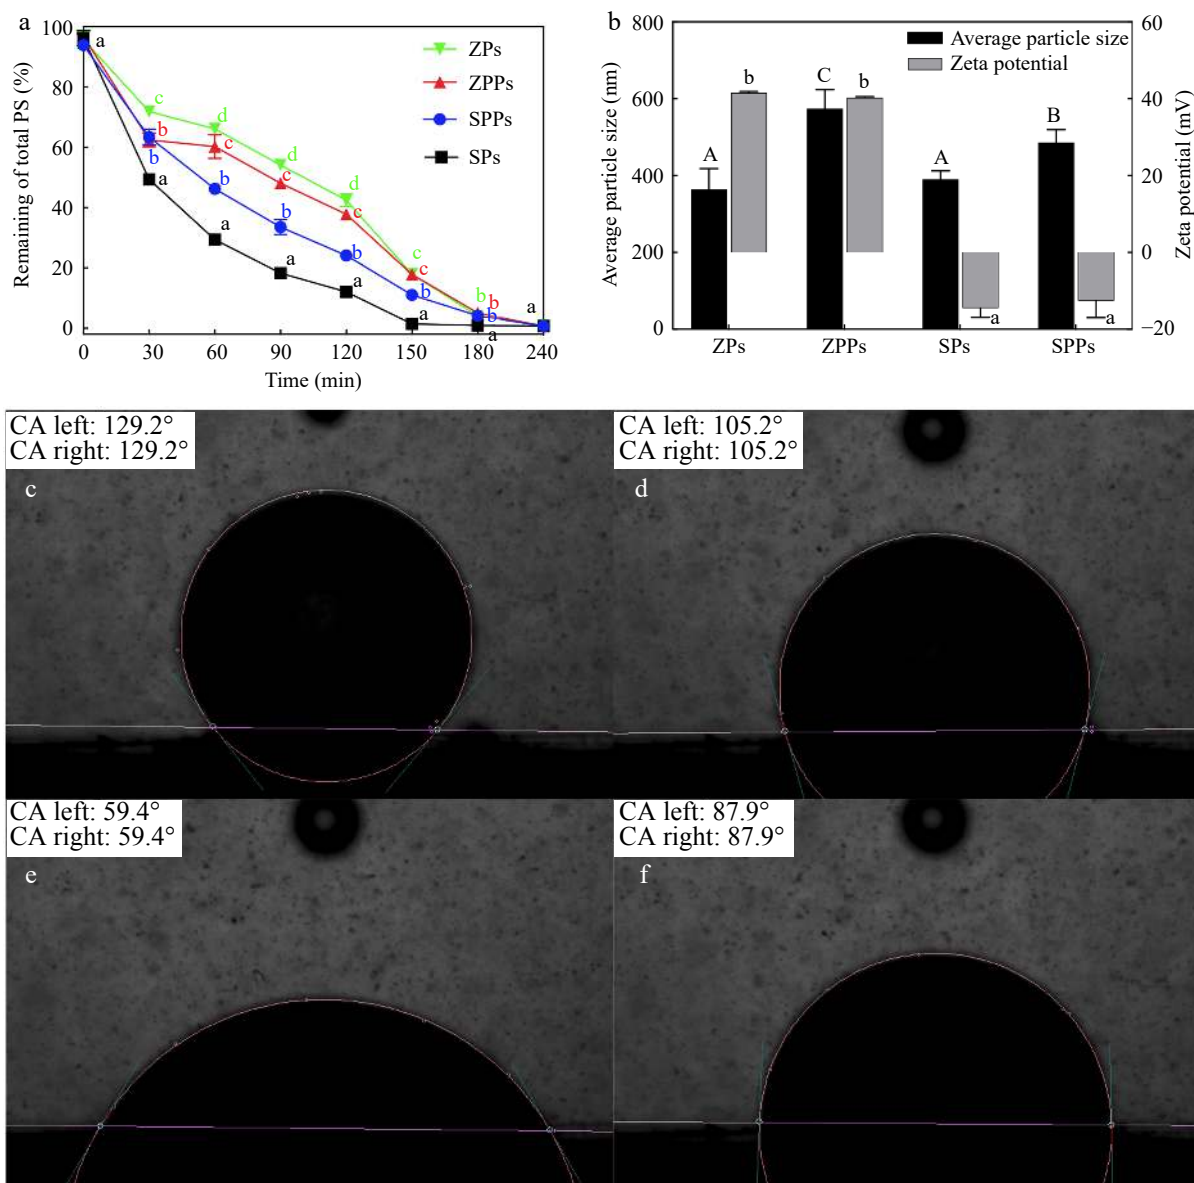 a
Remaining of total PS (%)
100
80
60
40
20
0
0 30 60 90 120 150 180 240
Time (min)
ZPs
ZPPs
SPPs
SPs
a
c
b
b
a
d
c
b
a
d
c
b
a
d
c
b
a
c
c
b
a
b
b
b
a
a
b
Average particle size (nm)
800
600
400
200
0
Zeta potential (mV)
60
40
20
0
−20
Average particle size
Zeta potential
A
b
C
b
A
a
B
a
ZPs ZPPs SPs SPPs
CA left: 129.2°
CA right: 129.2°
c
CA left: 105.2°
CA right: 105.2°
d
CA left: 59.4°
CA right: 59.4°
e
CA left: 87.9°
CA right: 87.9°
f